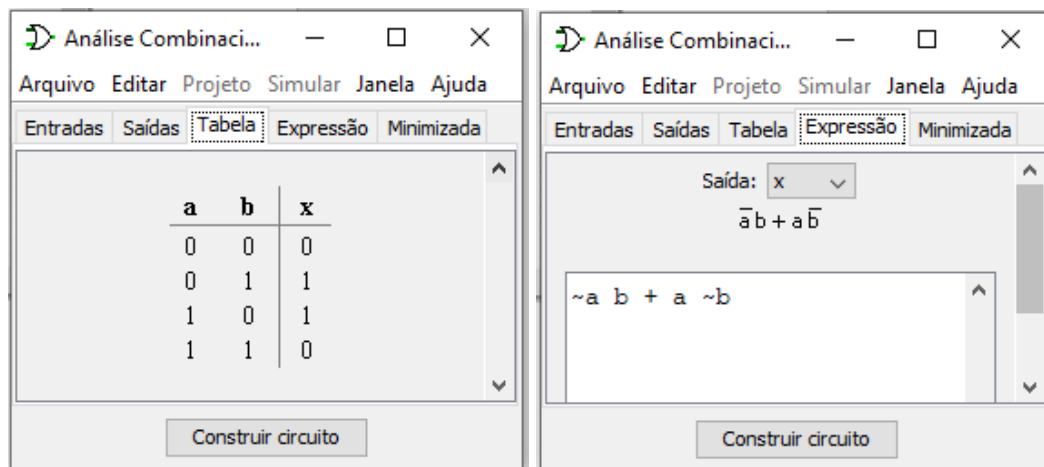 Análise Combinaci...
Arquivo Editar Projeto Simular Janela Ajuda
Entradas Saídas Tabela Expressão Minimizada
a b x
0 0 0
0 1 1
1 0 1
1 1 0
Construir circuito
Análise Combinaci...
Arquivo Editar Projeto Simular Janela Ajuda
Entradas Saídas Tabela Expressão Minimizada
Saída: x
a̅ b + a b̅
~a b + a ~b
Construir circuito